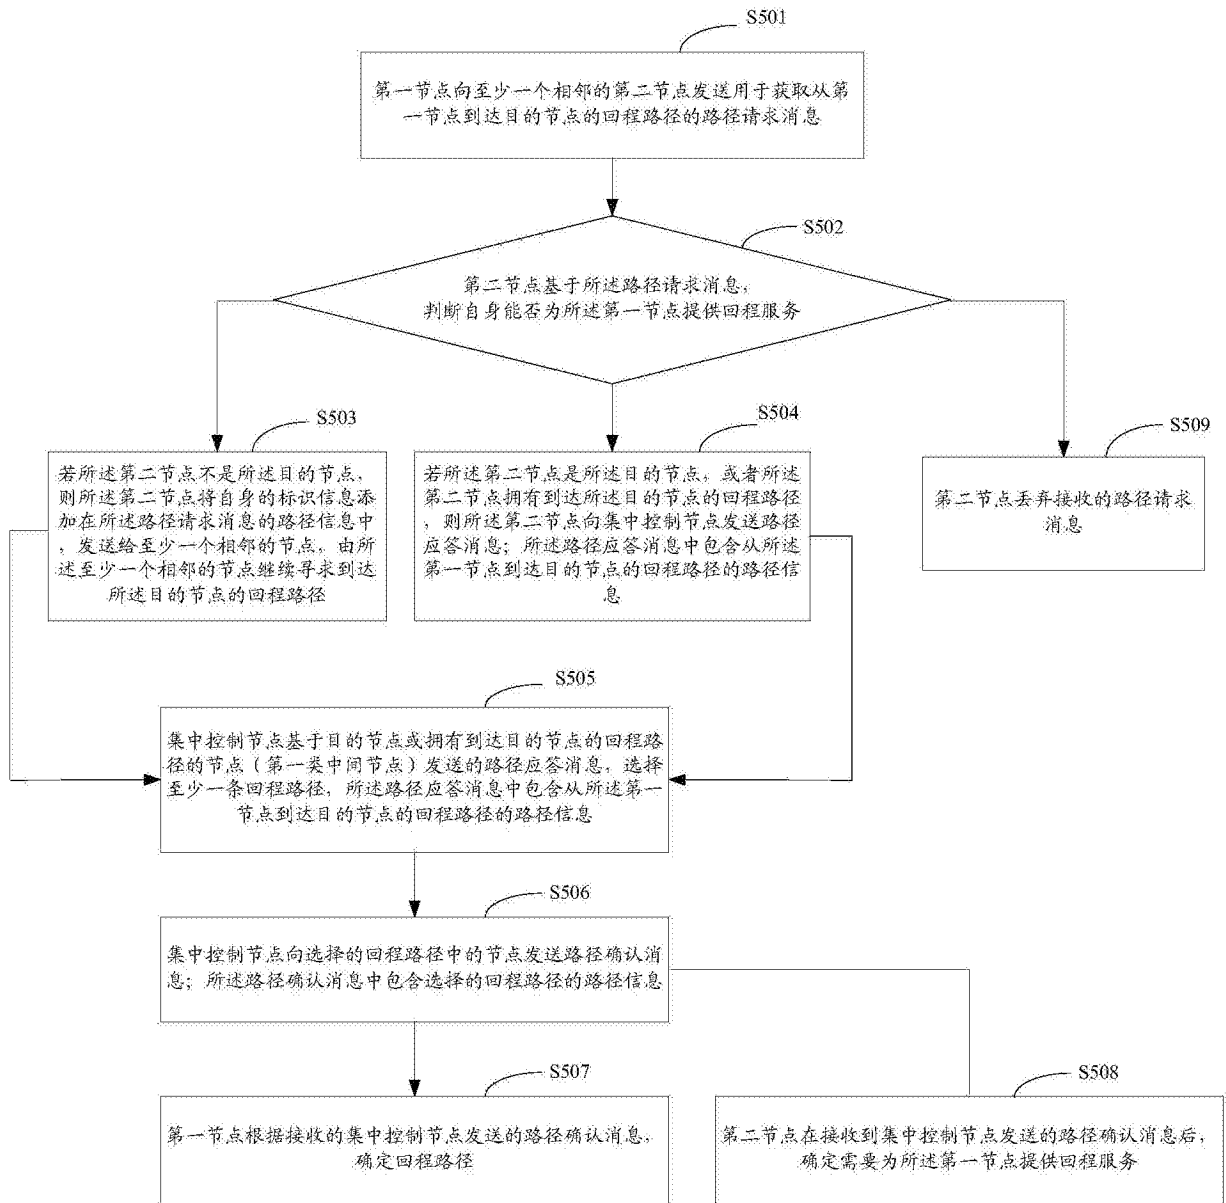 S501
第一节点向至少一个相邻的第二节点发送用于获取从第
一节点到达目的节点的回程路径的路径请求消息
S502
第二节点基于所述路径请求消息，
判断自身能否为所述第一节点提供回程服务
S503
若所述第二节点不是所述目的节点，
则所述第二节点将自身的标识信息添
加在所述路径请求消息的路径信息中
，发送给至少一个相邻的节点，由所
述至少一个相邻的节点继续寻求到达
所述目的节点的回程路径
S504
若所述第二节点是所述目的节点，或者所述
第二节点拥有到达所述目的节点的回程路径
，则所述第二节点向集中控制节点发送路径
应答消息；所述路径应答消息中包含从所述
第一节点到达目的节点的回程路径的路径信
息
S509
第二节点丢弃接收的路径请求
消息
S505
集中控制节点基于目的节点或拥有到达目的节点的回程路
径的节点（第一类中间节点）发送的路径应答消息，选择
至少一条回程路径，所述路径应答消息中包含从所述第一
节点到达目的节点的回程路径的路径信息
S506
集中控制节点向选择的回程路径中的节点发送路径确认消
息；所述路径确认消息中包含选择的回程路径的路径信息
S507
第一节点根据接收的集中控制节点发送的路径确认消息，
确定回程路径
S508
第二节点在接收到集中控制节点发送的路径确认消息后，
确定需要为所述第一节点提供回程服务